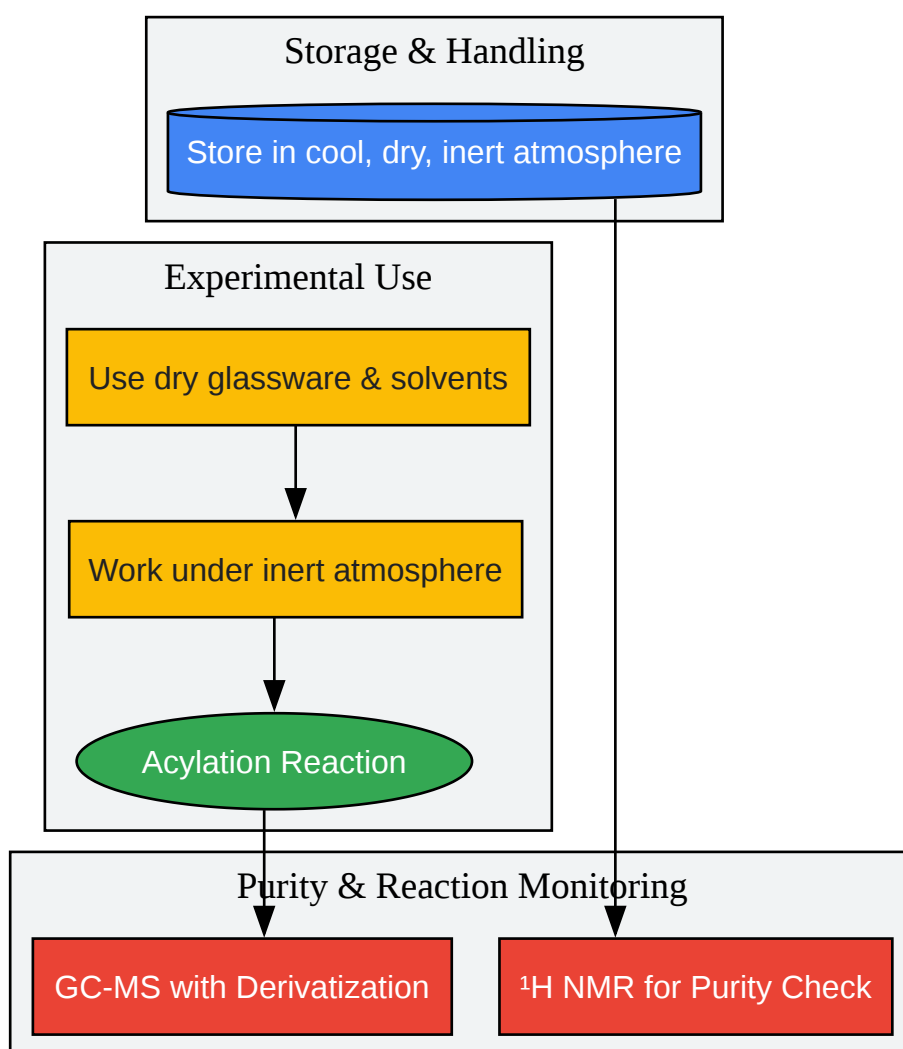 Storage & Handling
Store in cool, dry, inert atmosphere
Experimental Use
Use dry glassware & solvents
Work under inert atmosphere
Acylation Reaction
Purity & Reaction Monitoring
GC-MS with Derivatization
¹H NMR for Purity Check